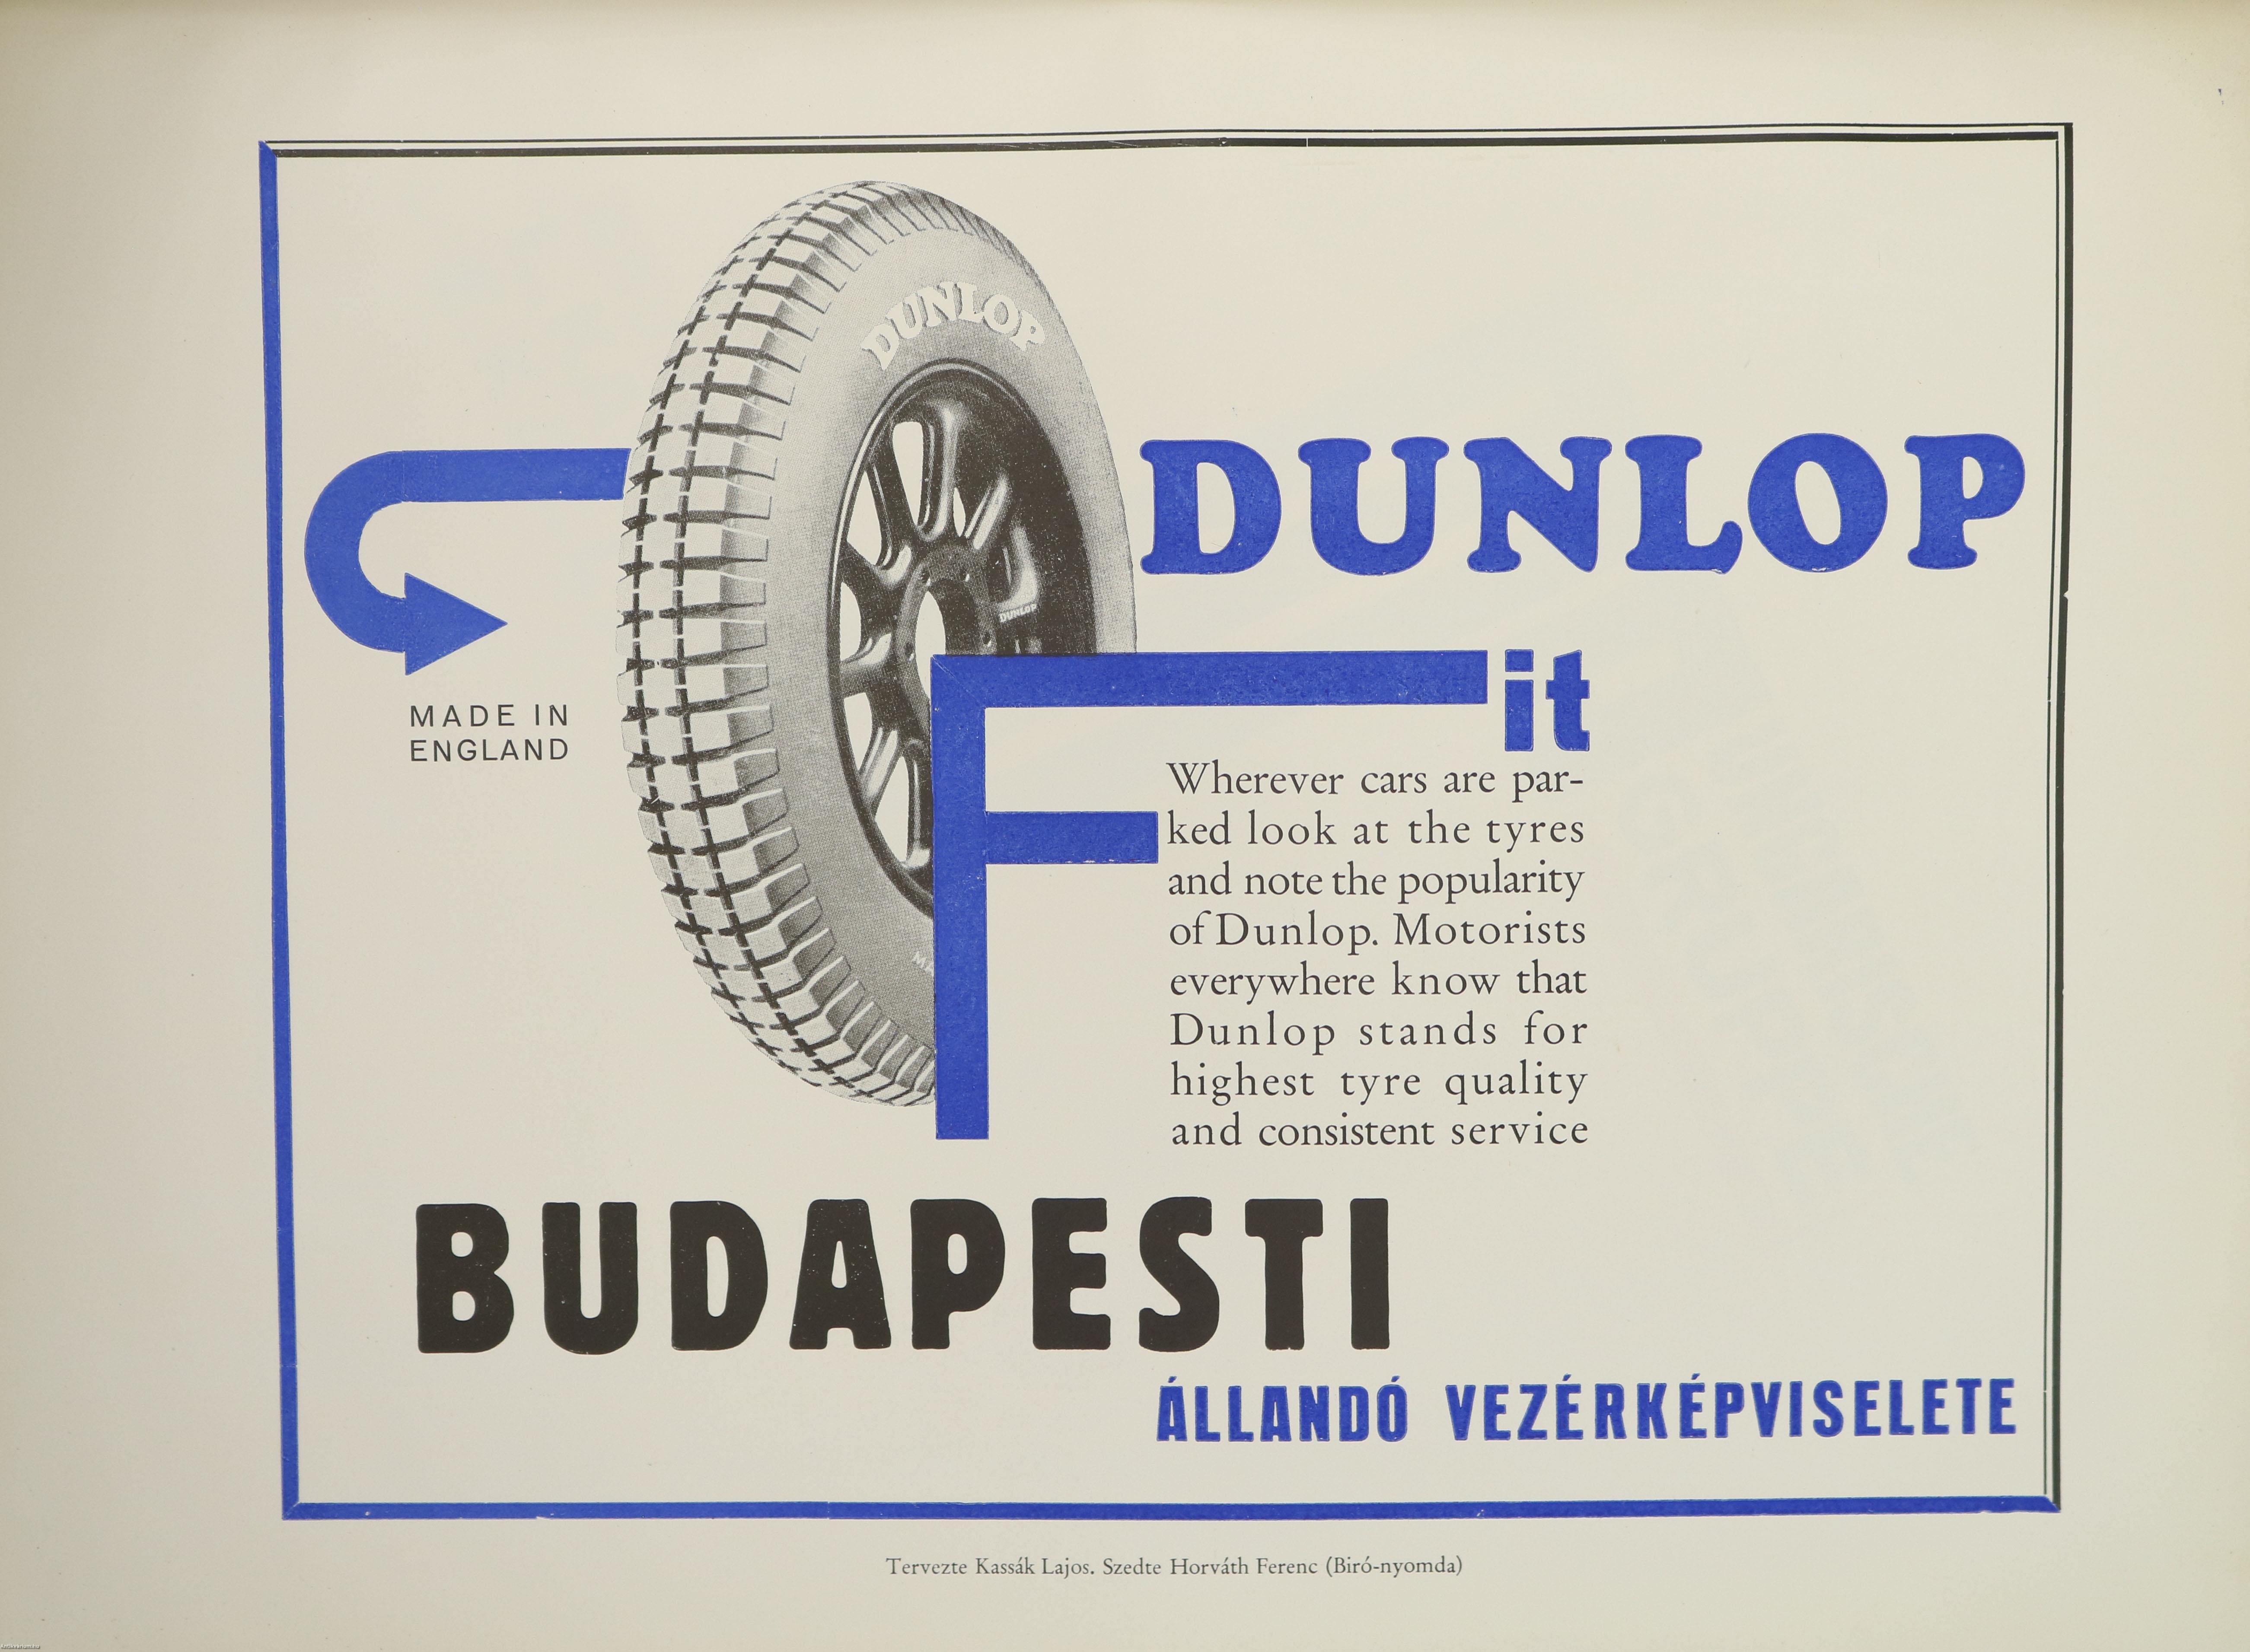 DUNLOP
DUNLOP
DUNLOP
MADE IN
ENGLAND
Fit
Wherever cars are par-
ked look at the tyres
and note the popularity
of Dunlop. Motorists
everywhere know that
Dunlop stands for
highest tyre quality
and consistent service
BUDAPESTI
ÁLLANDÓ VEZÉRKÉPVISELETE
Tervezte Kassák Lajos. Szedte Horváth Ferenc (Biró-nyomda)